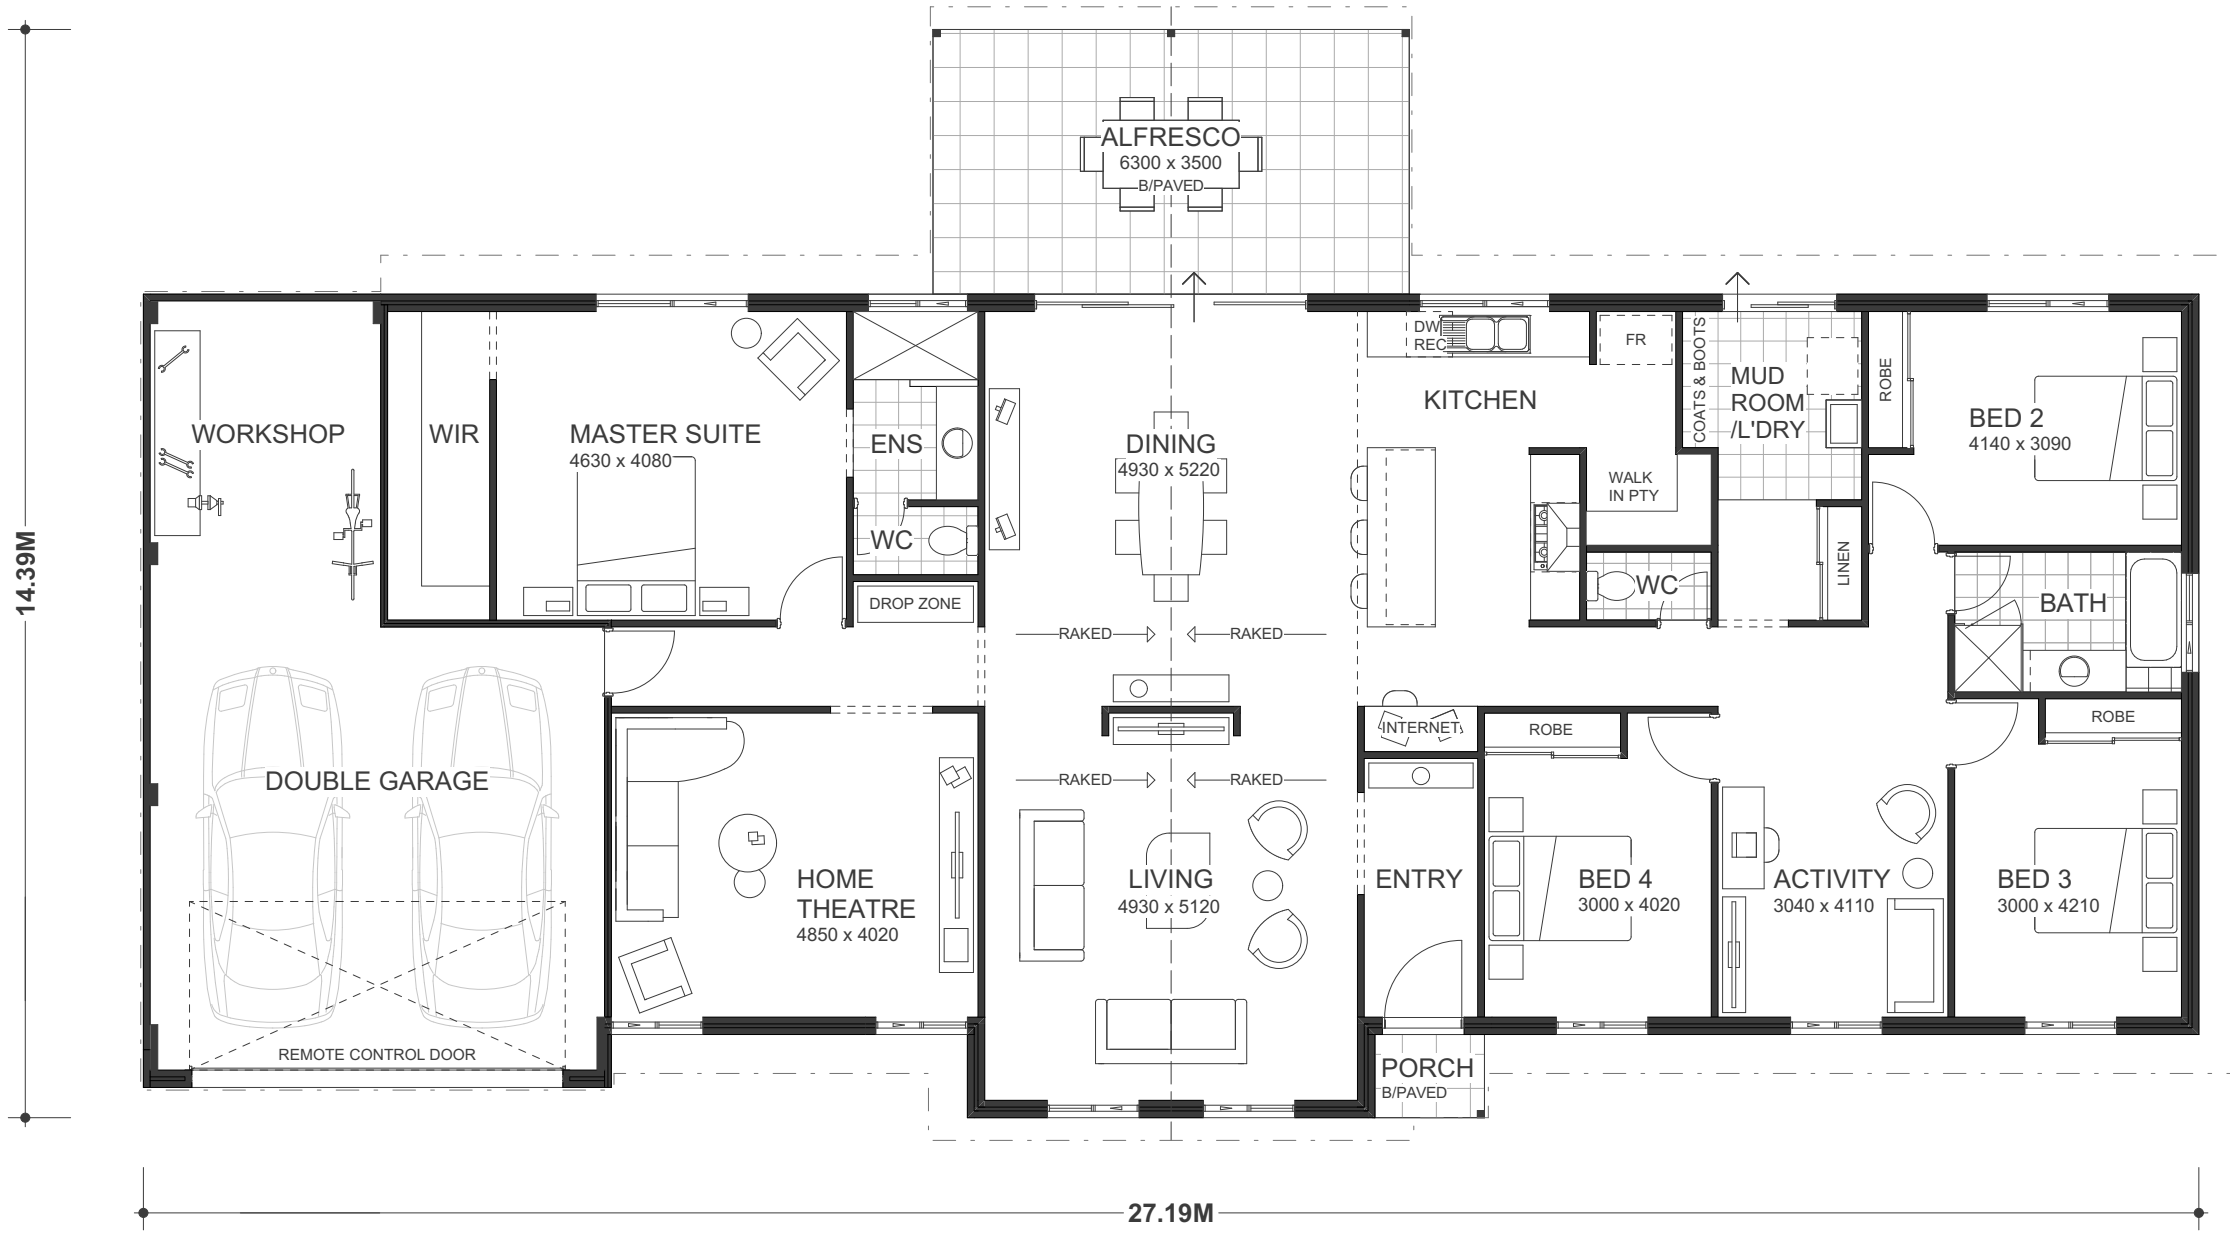 ALFRESCO
6300 x 3500
B/PAVED
14.39M
WORKSHOP
WIR
MASTER SUITE
4630 x 4080
ENS
WC
DROP ZONE
DINING
4930 x 5220
DW
REC
FR
KITCHEN
WALK
IN PTY
COATS & BOOTS
MUD
ROOM
/L'DRY
ROBE
BED 2
4140 x 3090
LINEN
WC
BATH
RAKED
RAKED
DOUBLE GARAGE
REMOTE CONTROL DOOR
HOME
THEATRE
4850 x 4020
RAKED
RAKED
LIVING
4930 x 5120
INTERNET
ENTRY
ROBE
BED 4
3000 x 4020
ACTIVITY
3040 x 4110
ROBE
BED 3
3000 x 4210
PORCH
B/PAVED
27.19M